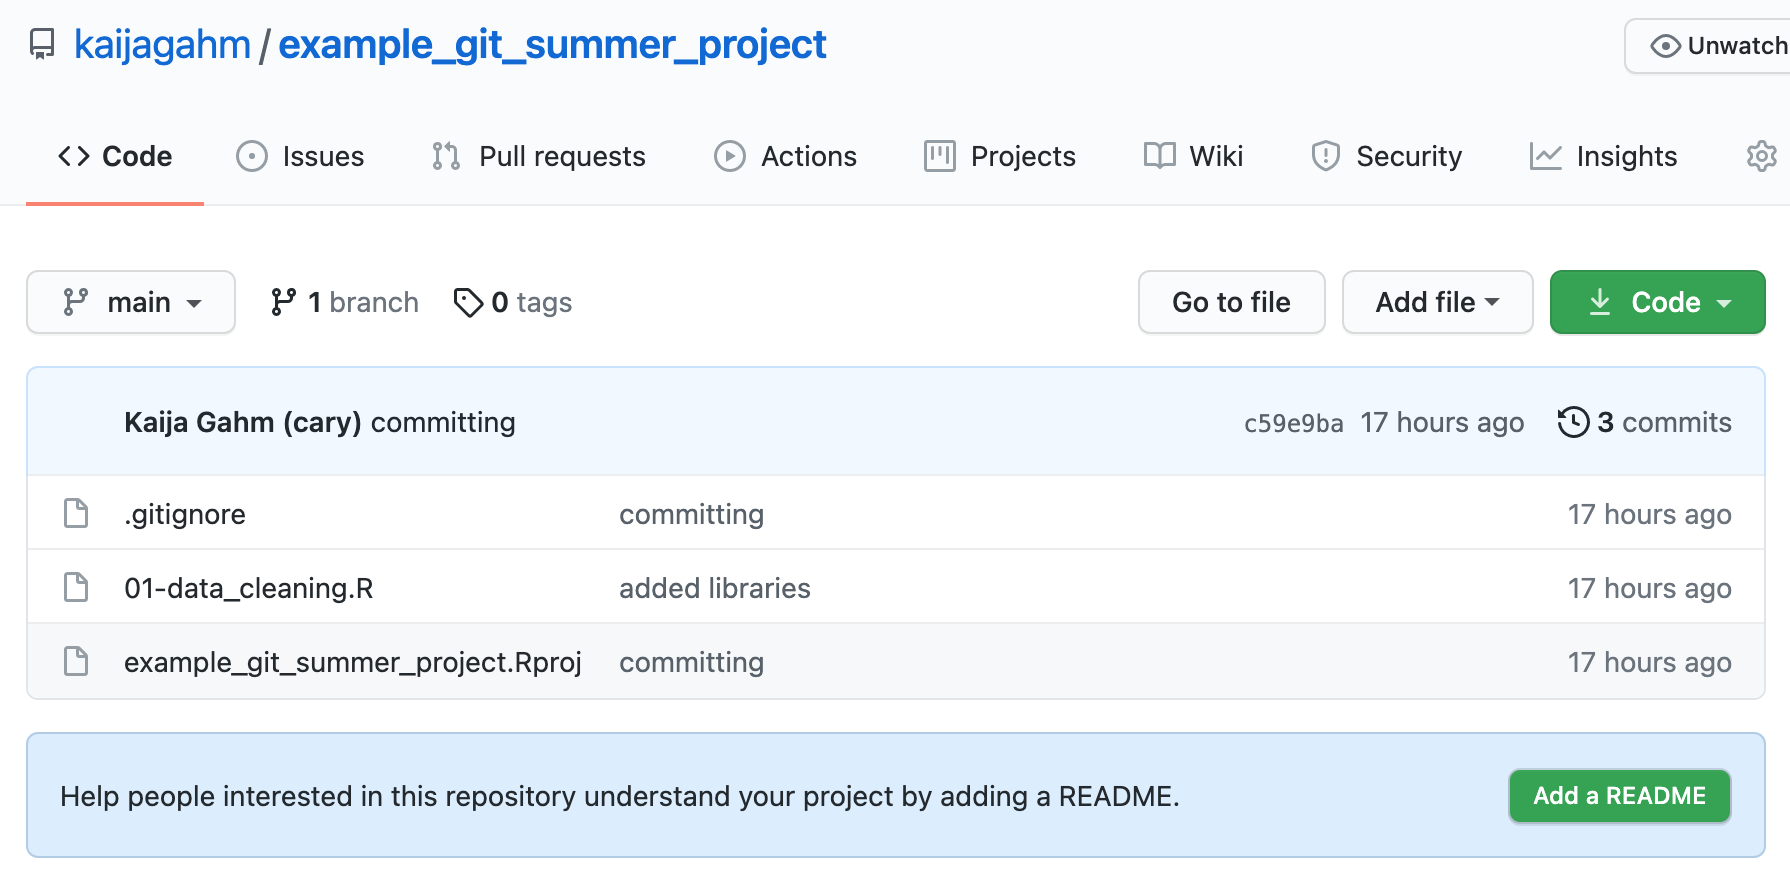 kaijagahm / example_git_summer_project
Unwatch
Code Issues Pull requests Actions Projects Wiki Security Insights
main 1 branch 0 tags Go to file Add file Code
Kaija Gahm (cary) committing c59e9ba 17 hours ago 3 commits
.gitignore committing 17 hours ago
01-data_cleaning.R added libraries 17 hours ago
example_git_summer_project.Rproj committing 17 hours ago
Help people interested in this repository understand your project by adding a README. Add a README